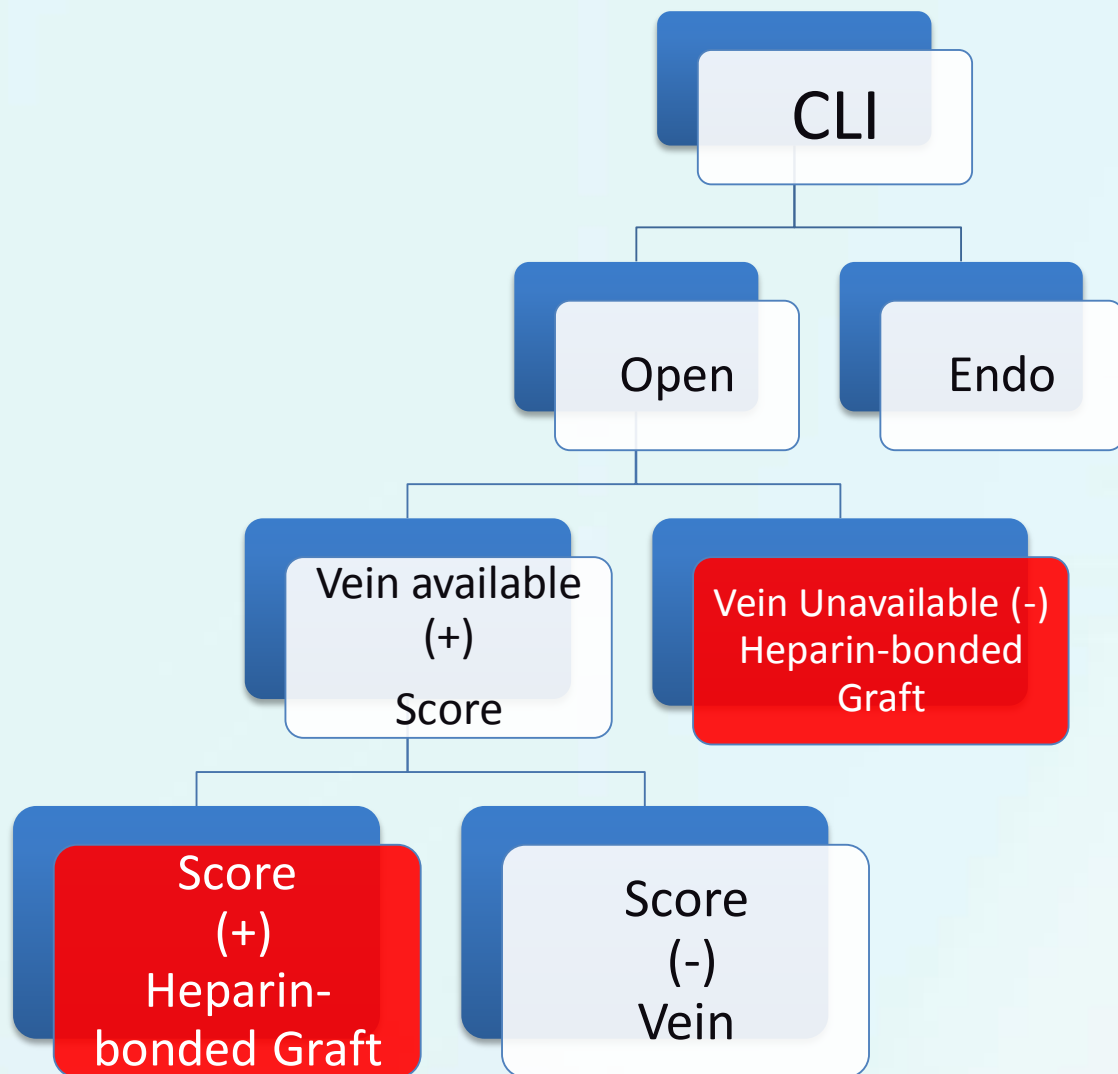 CLI
Open
Endo
Vein available
(+)
Score
Vein Unavailable (-)
Heparin-bonded
Graft
Score
(+)
Heparin-
bonded Graft
Score
(-)
Vein